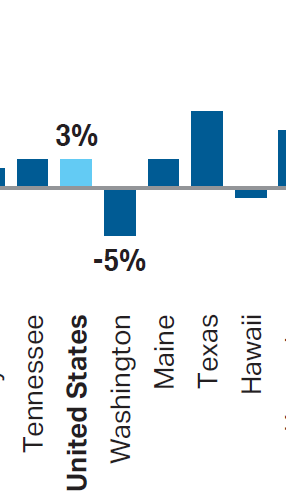 3%
-5%
Tennessee
United States
Washington
Maine
Texas
Hawaii